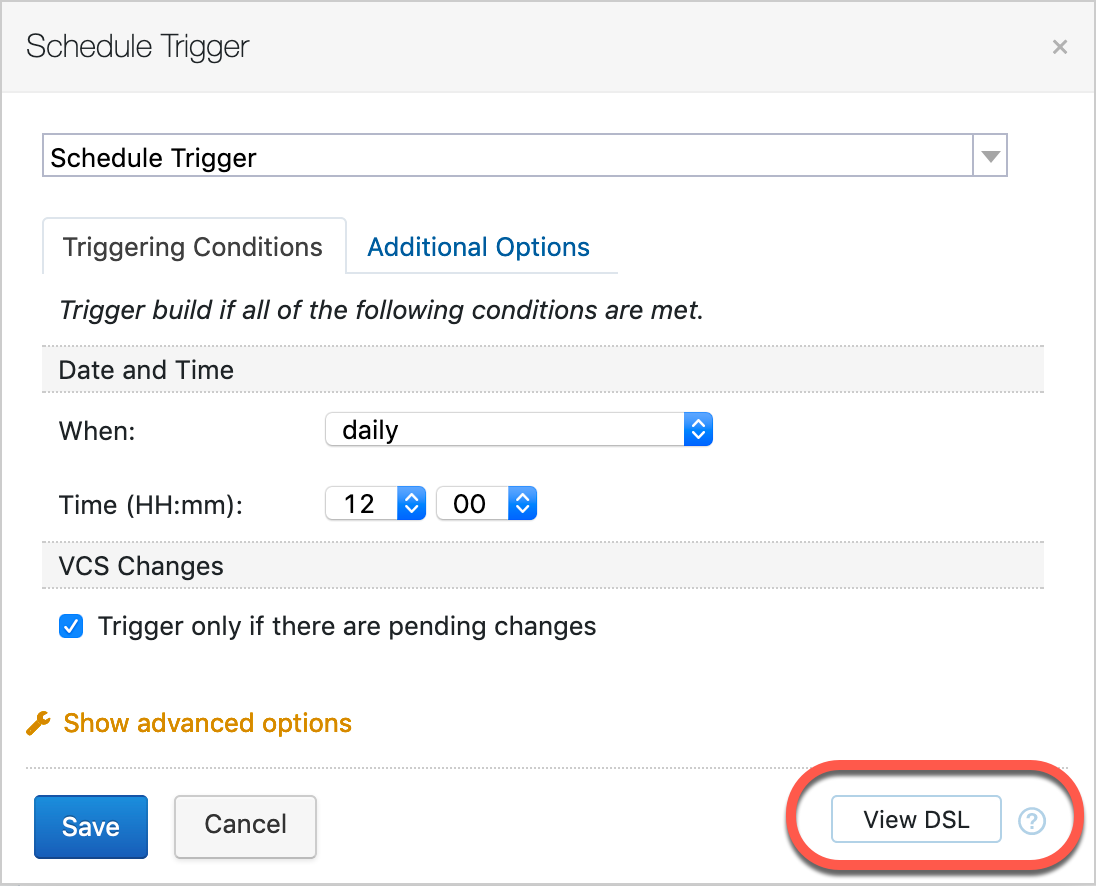 Schedule Trigger
×
Schedule Trigger
Triggering Conditions
Additional Options
Trigger build if all of the following conditions are met.
Date and Time
When:
daily
Time (HH:mm):
12
00
VCS Changes
Trigger only if there are pending changes
Show advanced options
Save
Cancel
View DSL
?